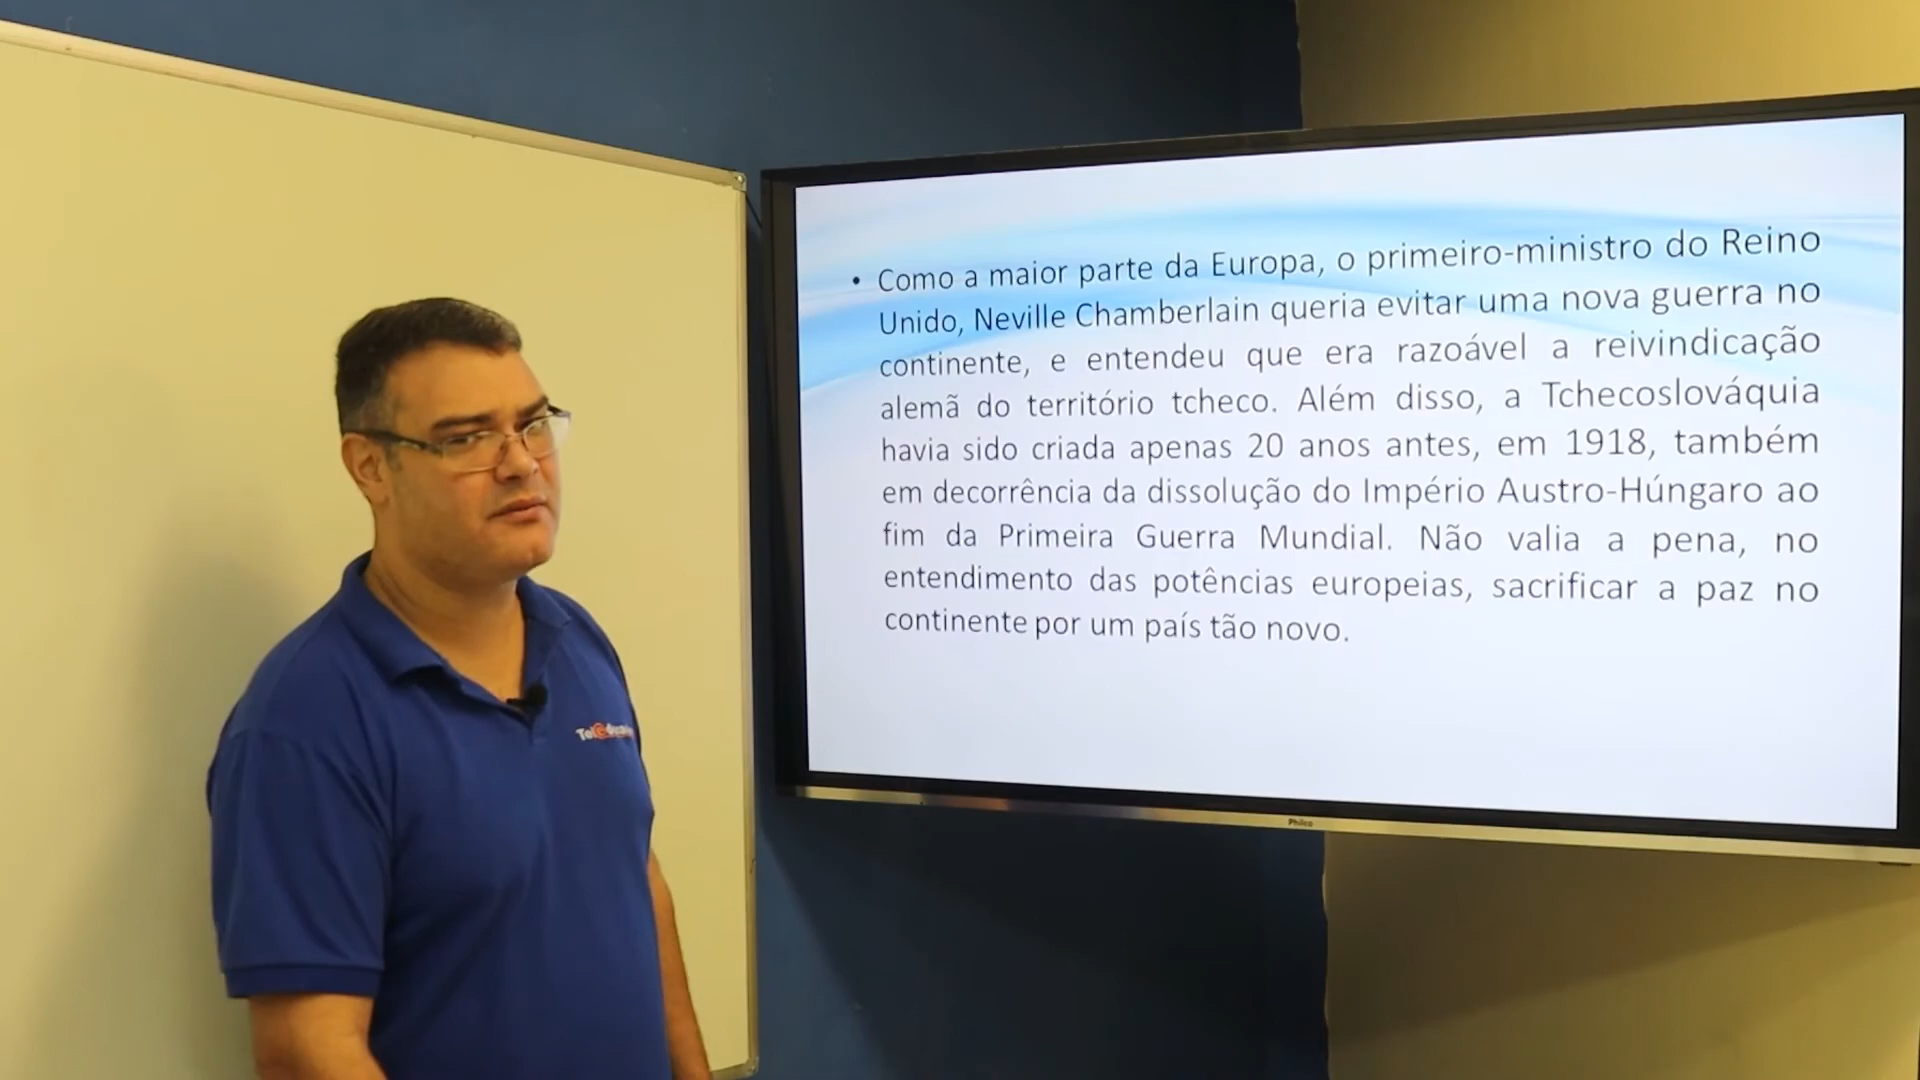 • Como a maior parte da Europa, o primeiro-ministro do Reino
Unido, Neville Chamberlain queria evitar uma nova guerra no
continente, e entendeu que era razoável a reivindicação
alemã do território tcheco. Além disso, a Tchecoslováquia
havia sido criada apenas 20 anos antes, em 1918, também
em decorrência da dissolução do Império Austro-Húngaro ao
fim da Primeira Guerra Mundial. Não valia a pena, no
entendimento das potências europeias, sacrificar a paz no
continente por um país tão novo.
Philco